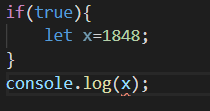 if(true){
    let x=1848;
}
console.log(x);